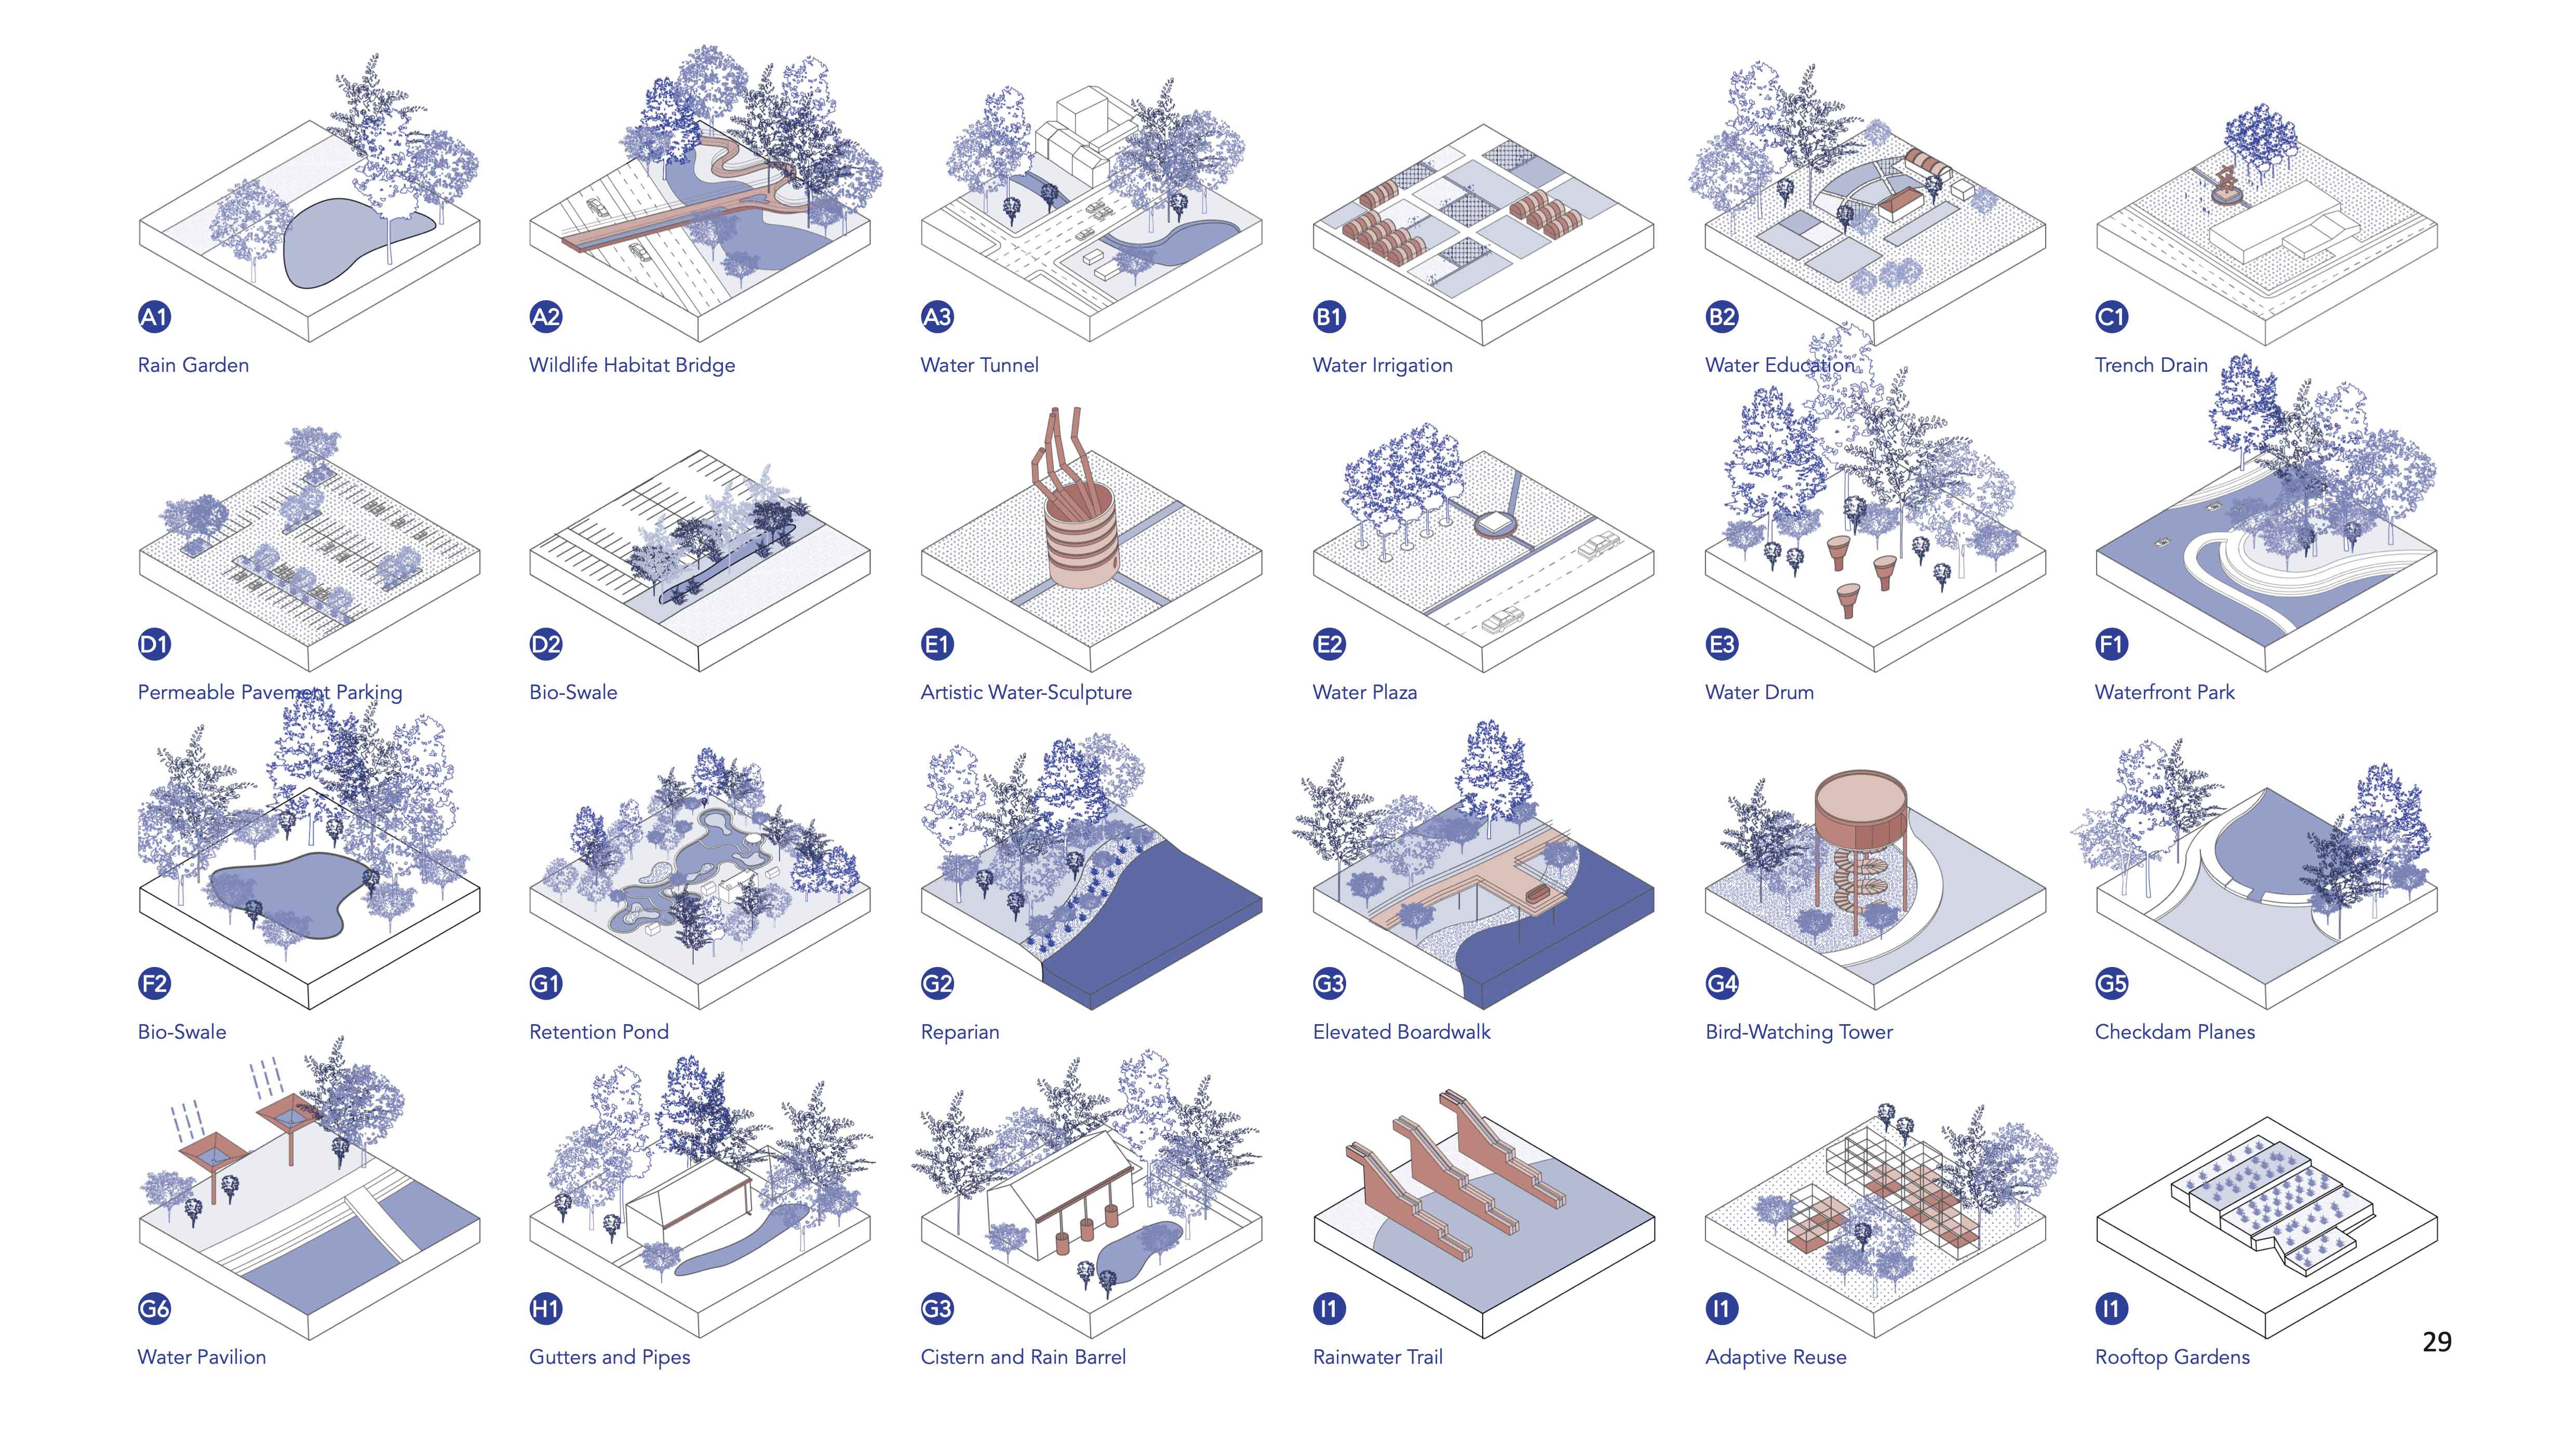 A1
A2
A3
B1
B2
C1
Rain Garden
Wildlife Habitat Bridge
Water Tunnel
Water Irrigation
Water Education
Trench Drain
D1
D2
E1
E2
E3
F1
Permeable Pavement Parking
Bio-Swale
Artistic Water-Sculpture
Water Plaza
Water Drum
Waterfront Park
F2
G1
G2
G3
G4
G5
Bio-Swale
Retention Pond
Reparian
Elevated Boardwalk
Bird-Watching Tower
Checkdam Planes
G6
H1
G3
I1
I1
I1
Water Pavilion
Gutters and Pipes
Cistern and Rain Barrel
Rainwater Trail
Adaptive Reuse
Rooftop Gardens
29